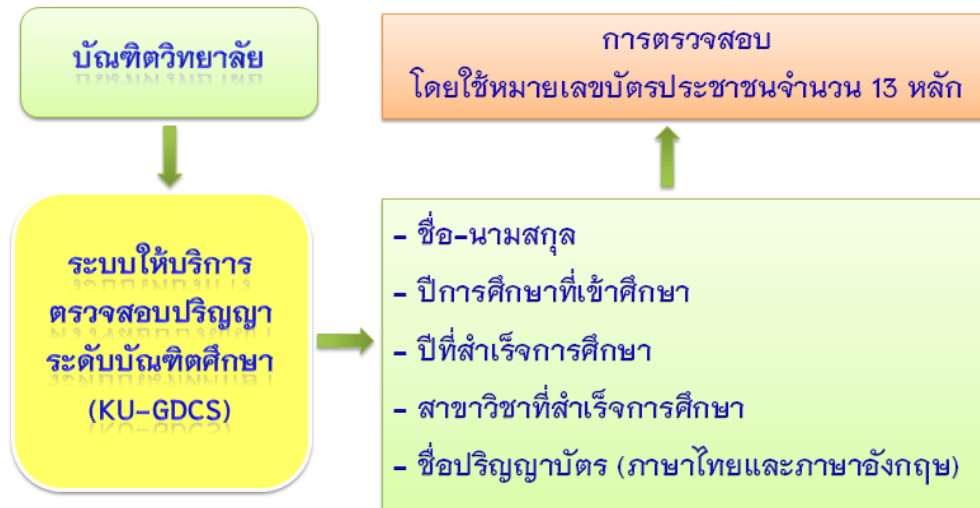 บัณฑิตวิทยาลัย
ระบบให้บริการ
ตรวจสอบปริญญา
ระดับบัณฑิตศึกษา
(KU-GDCS)
- ชื่อ-นามสกุล
- ปีการศึกษาที่เข้าศึกษา
- ปีที่สำเร็จการศึกษา
- สาขาวิชาที่สำเร็จการศึกษา
- ชื่อปริญญาบัตร (ภาษาไทยและภาษาอังกฤษ)
การตรวจสอบ
โดยใช้หมายเลขบัตรประชาชนจำนวน 13 หลัก